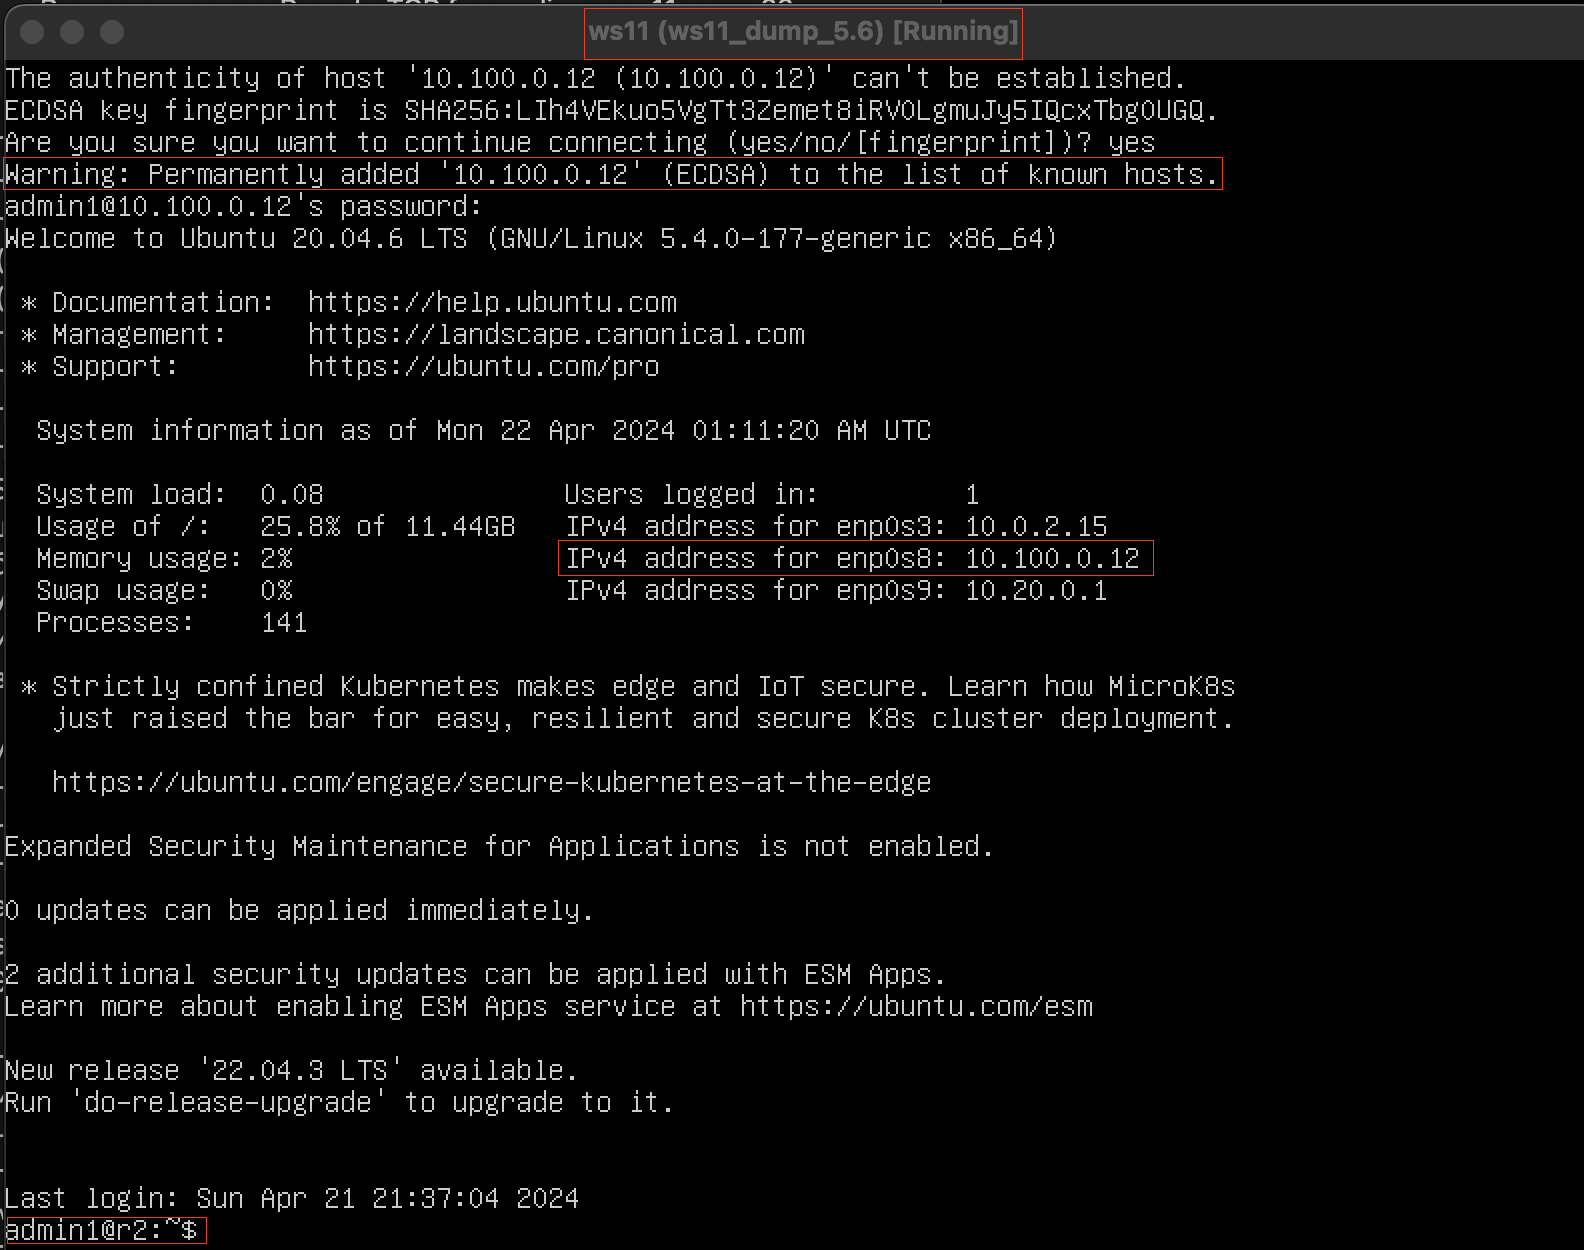 ws11 (ws11_dump_5.6) [Running]
The authenticity of host '10.100.0.12 (10.100.0.12)' can't be established.
ECDSA key fingerprint is SHA256:LIh4VEkuo5VgTt3Zemet8iRVOLgmuJy5IQcxTbgOUGQ.
Are you sure you want to continue connecting (yes/no/[fingerprint])? yes
Warning: Permanently added '10.100.0.12' (ECDSA) to the list of known hosts.
admin1@10.100.0.12's password:
Welcome to Ubuntu 20.04.6 LTS (GNU/Linux 5.4.0-177-generic x86_64)
* Documentation:  https://help.ubuntu.com
* Management:     https://landscape.canonical.com
* Support:        https://ubuntu.com/pro
System information as of Mon 22 Apr 2024 01:11:20 AM UTC
System load:  0.08               Users logged in:         1
Usage of /:   25.8% of 11.44GB   IPv4 address for enp0s3: 10.0.2.15
Memory usage: 2%                 IPv4 address for enp0s8: 10.100.0.12
Swap usage:   0%                 IPv4 address for enp0s9: 10.20.0.1
Processes:    141
* Strictly confined Kubernetes makes edge and IoT secure. Learn how MicroK8s
just raised the bar for easy, resilient and secure K8s cluster deployment.
https://ubuntu.com/engage/secure-kubernetes-at-the-edge
Expanded Security Maintenance for Applications is not enabled.
0 updates can be applied immediately.
2 additional security updates can be applied with ESM Apps.
Learn more about enabling ESM Apps service at https://ubuntu.com/esm
New release '22.04.3 LTS' available.
Run 'do-release-upgrade' to upgrade to it.
Last login: Sun Apr 21 21:37:04 2024
admin1@r2:~$